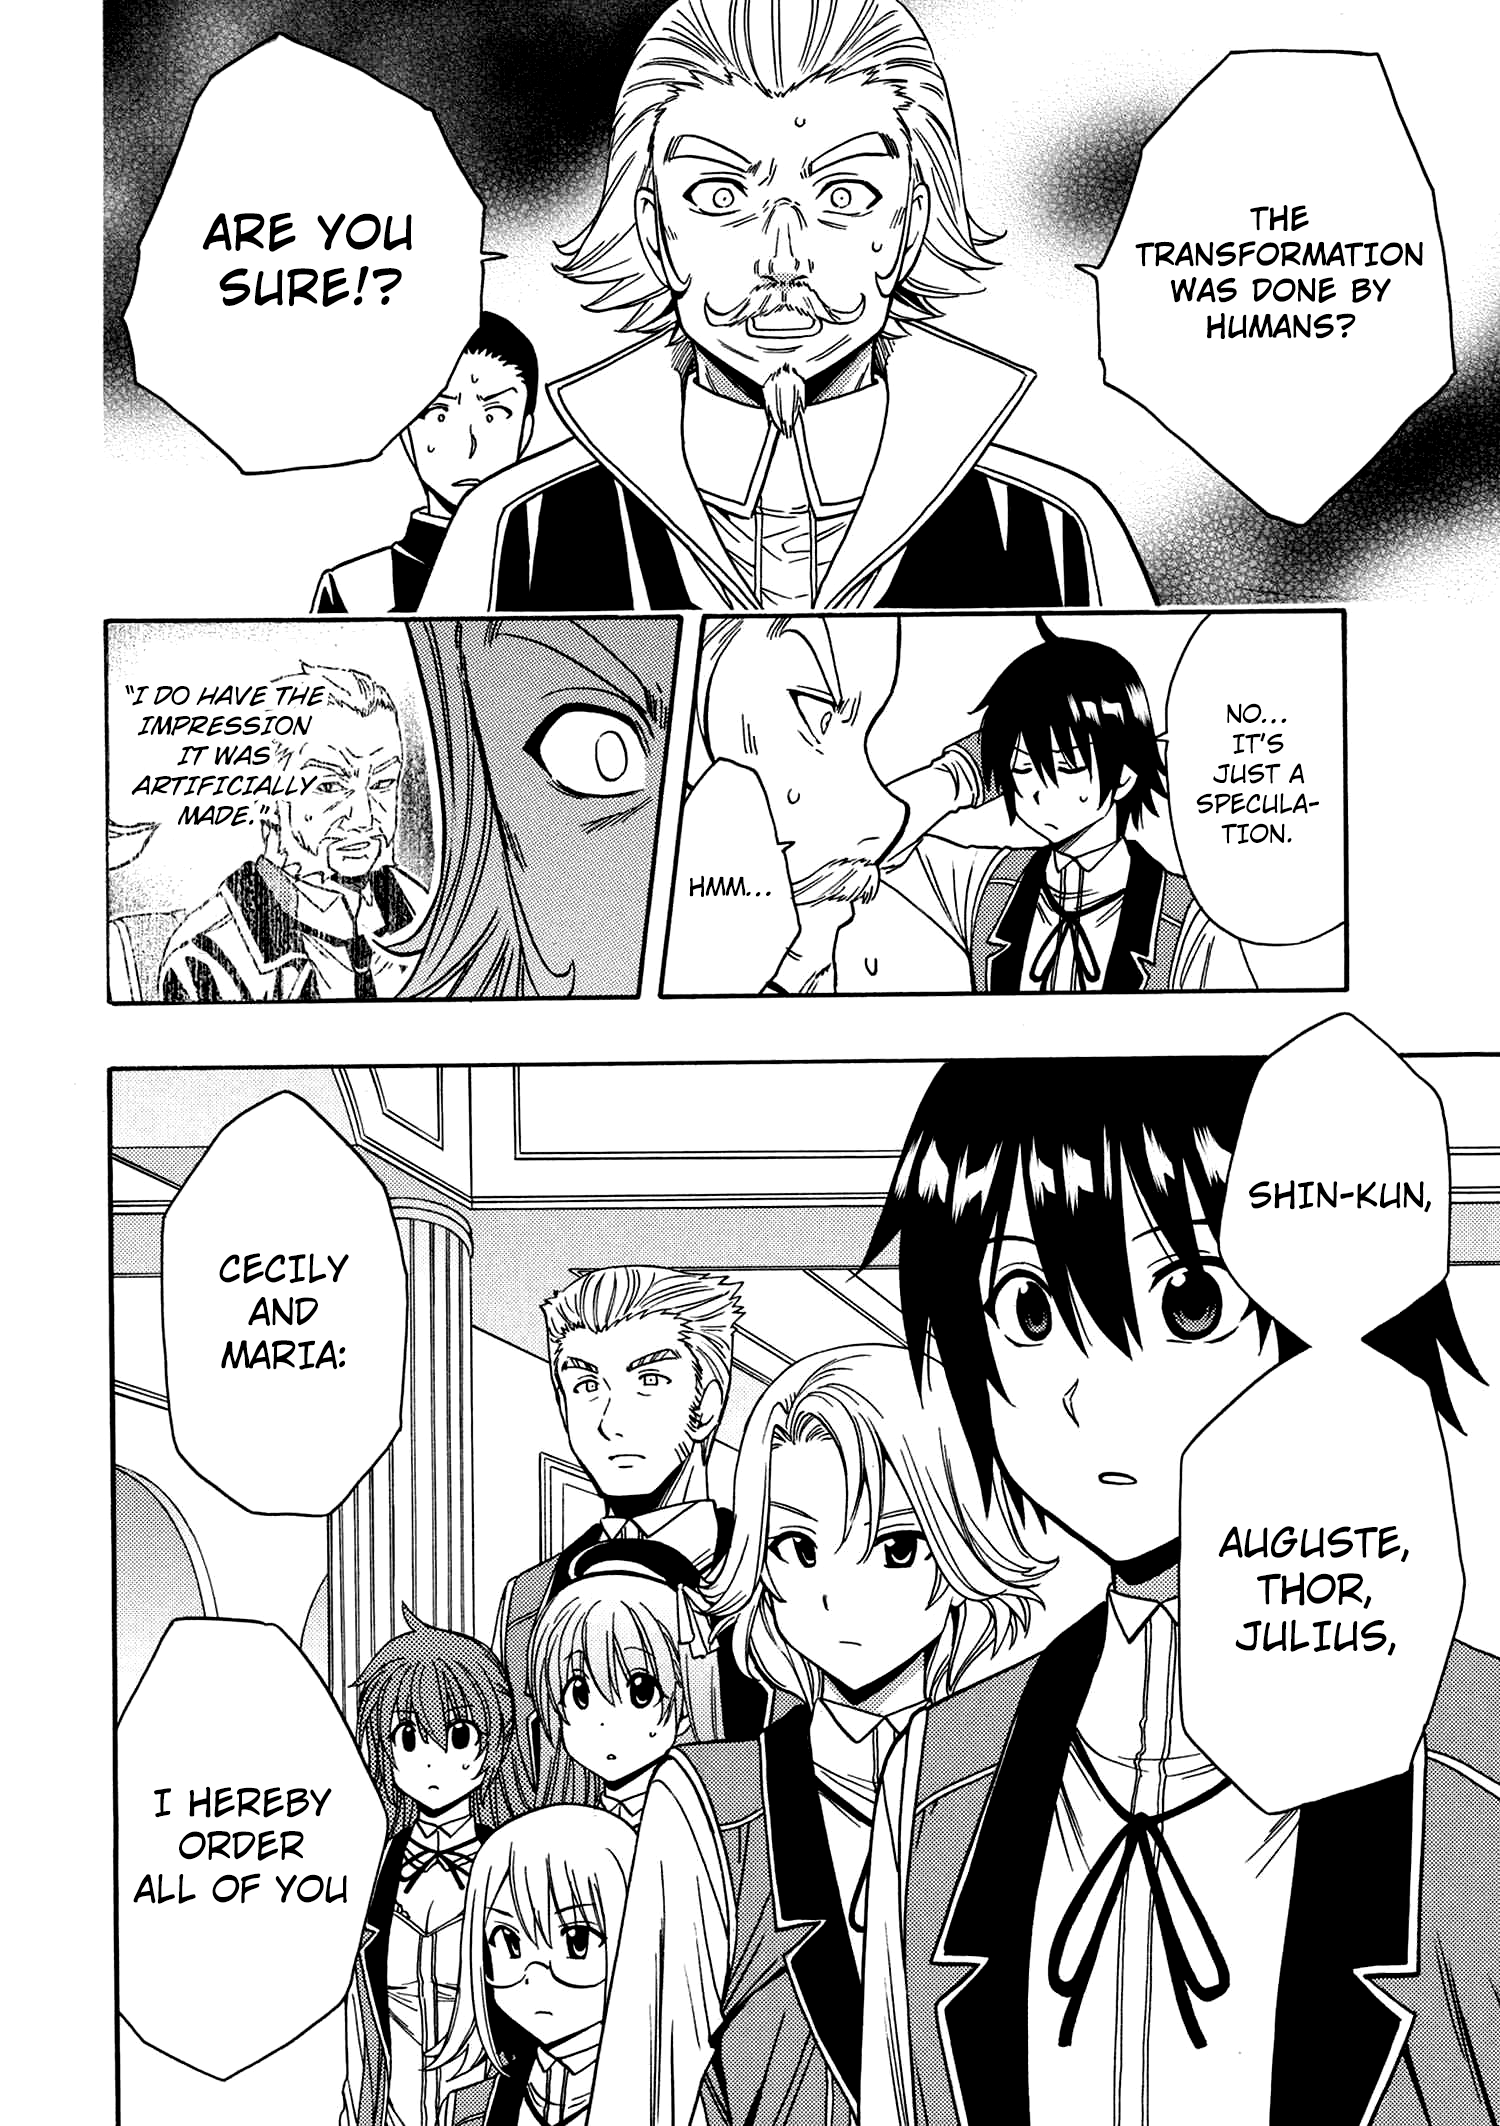 THE
TRANSFORMATION
WAS DONE BY
HUMANS?
ARE YOU
SURE!?
NO...
IT'S
JUST A
SPECULA-
TION.
HMM...
"I DO HAVE THE
IMPRESSION
IT WAS
ARTIFICIALLY
MADE."
SHIN-KUN,
AUGUSTE,
THOR,
JULIUS,
CECILY
AND
MARIA:
I HEREBY
ORDER
ALL OF YOU